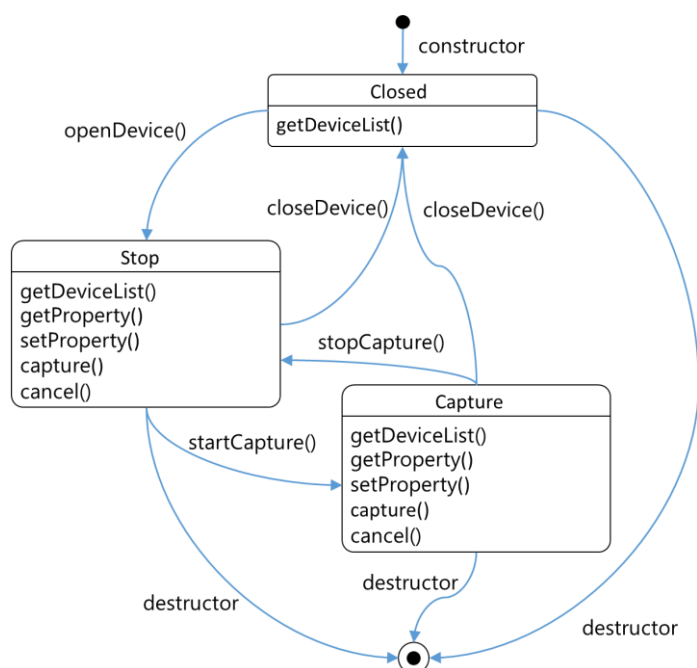 constructor
Closed
getDeviceList()
openDevice()
closeDevice()
closeDevice()
Stop
getDeviceList()
getProperty()
setProperty()
capture()
cancel()
stopCapture()
startCapture()
Capture
getDeviceList()
getProperty()
setProperty()
capture()
cancel()
destructor
destructor
destructor